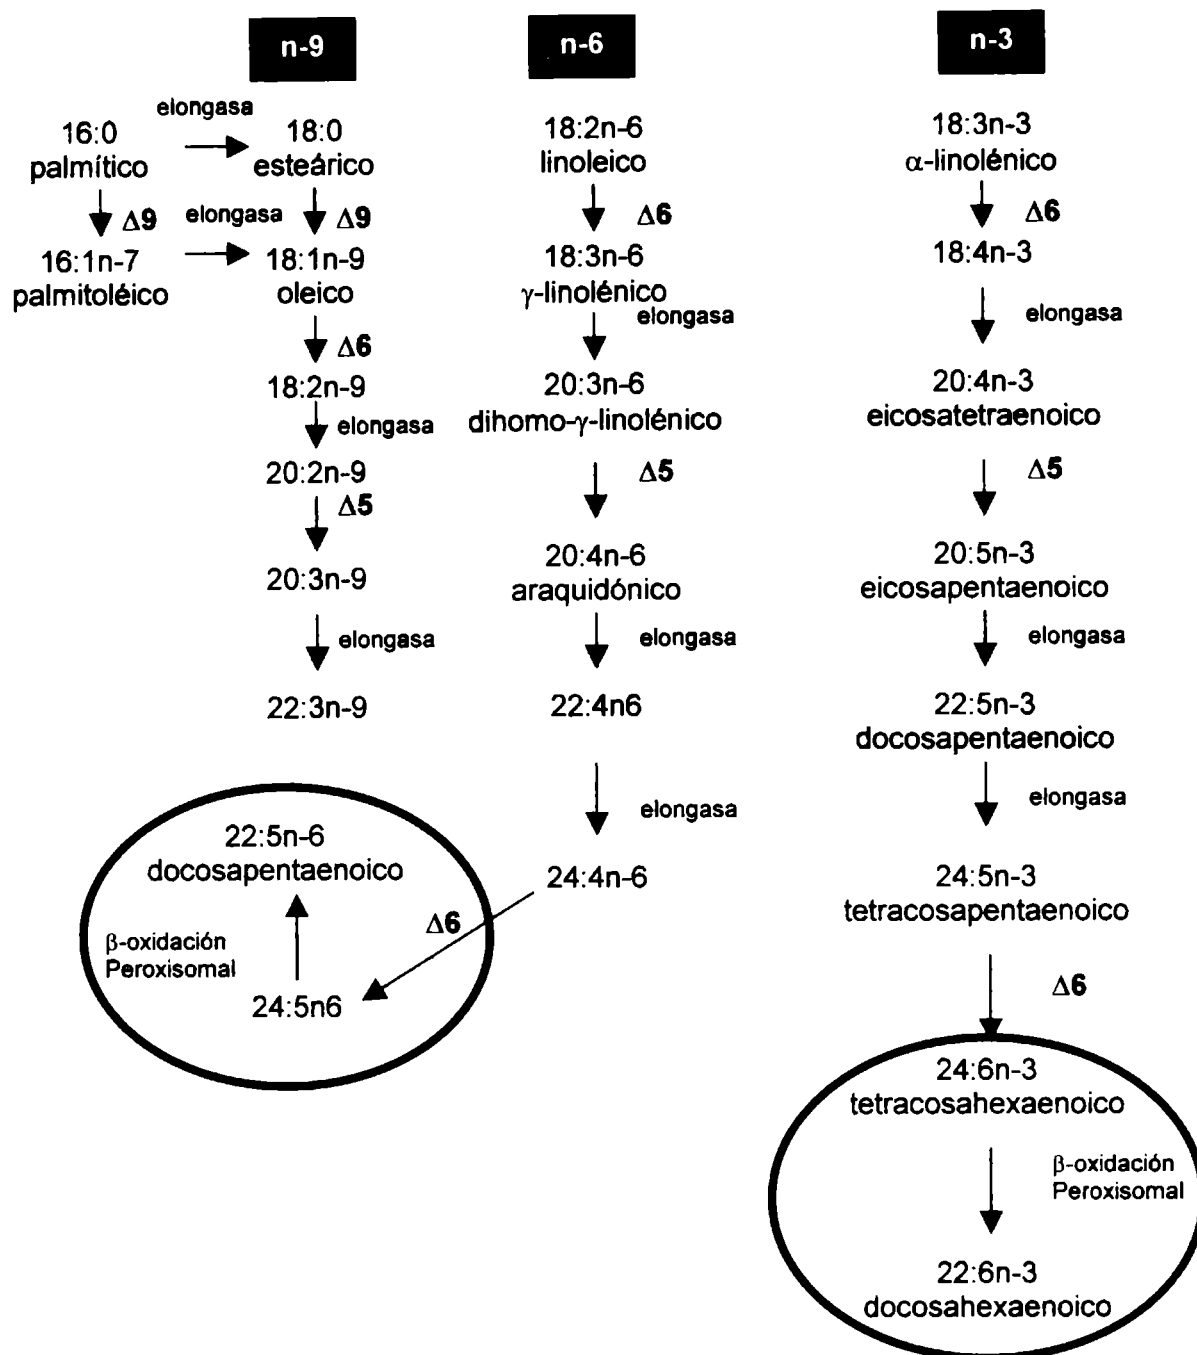 n-9
n-6
n-3
elongasa
16:0
palmítico
18:0
esteárico
Δ9
elongasa
Δ9
16:1n-7
palmitoléico
18:1n-9
oleico
Δ6
18:2n-9
elongasa
20:2n-9
Δ5
20:3n-9
elongasa
22:3n-9
18:2n-6
linoleico
Δ6
18:3n-6
γ-linolénico
elongasa
20:3n-6
dihomo-γ-linolénico
Δ5
20:4n-6
araquidónico
elongasa
22:4n6
elongasa
24:4n-6
Δ6
22:5n-6
docosapentaenoico
β-oxidación
Peroxisomal
24:5n6
18:3n-3
α-linolénico
Δ6
18:4n-3
elongasa
20:4n-3
eicosatetraenoico
Δ5
20:5n-3
eicosapentaenoico
elongasa
22:5n-3
docosapentaenoico
elongasa
24:5n-3
tetracosapentaenoico
Δ6
24:6n-3
tetracosahexaenoico
β-oxidación
Peroxisomal
22:6n-3
docosahexaenoico